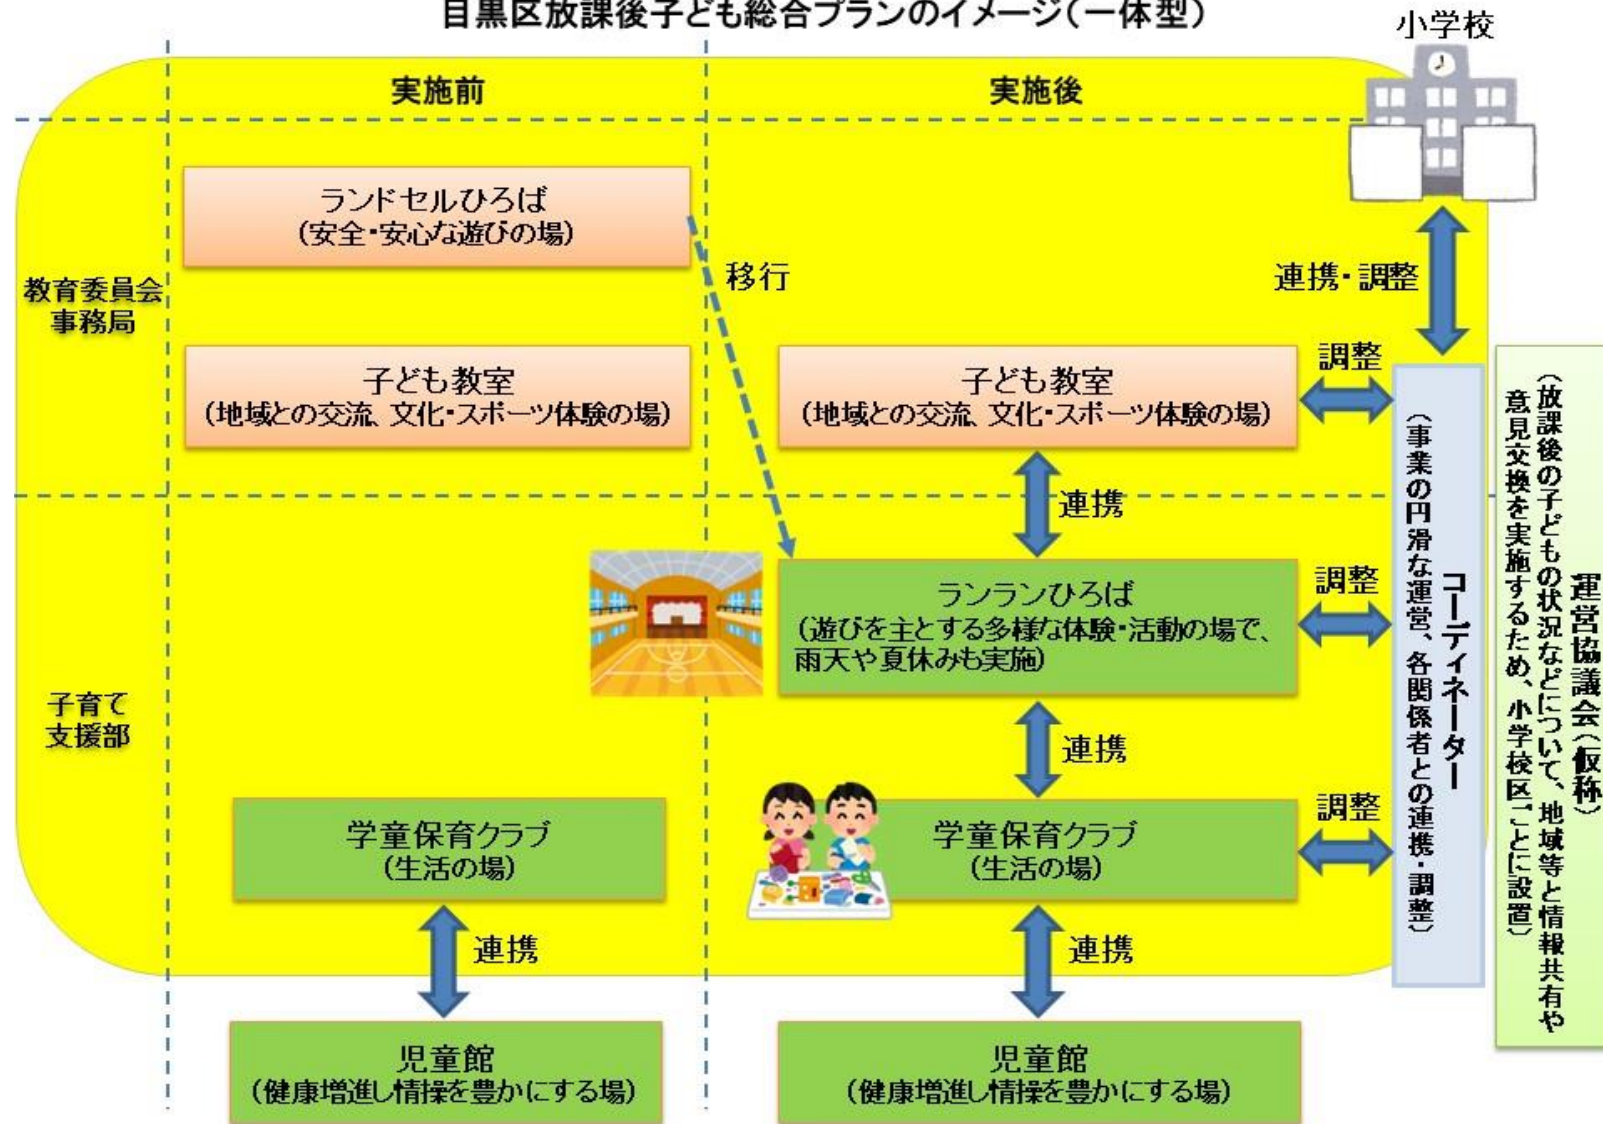 目黒区放課後子ども総合プランのイメージ（一体型）
小学校
実施前
実施後
ランドセルひろば
（安全・安心な遊びの場）
移行
連携・調整
教育委員会
事務局
子ども教室
（地域との交流、文化・スポーツ体験の場）
子ども教室
（地域との交流、文化・スポーツ体験の場）
調整
連携
ランランひろば
（遊びを主とする多様な体験・活動の場で、
雨天や夏休みも実施）
調整
子育て
支援部
連携
学童保育クラブ
（生活の場）
学童保育クラブ
（生活の場）
調整
連携
連携
児童館
（健康増進し情操を豊かにする場）
児童館
（健康増進し情操を豊かにする場）
コーディネーター
（事業の円滑な運営、各関係者との連携・調整）
運営協議会（仮称）
（放課後の子どもの状況などについて、地域等と情報共有や
意見交換を実施するため、小学校区ごとに設置）